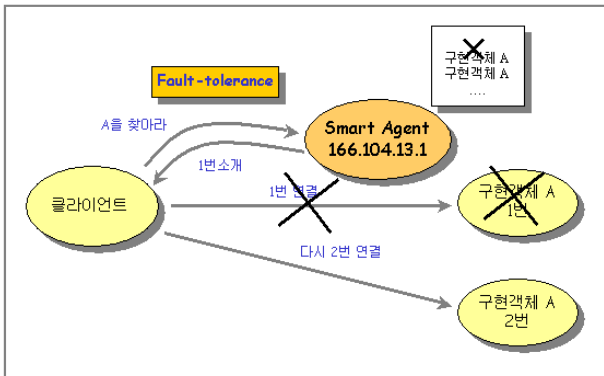 구현객체 A
구현객체 A
....
Fault-tolerance
A을 찾아라
Smart Agent
166.104.13.1
1번소개
클라이언트
1번 연결
구현객체 A
1번
다시 2번 연결
구현객체 A
2번